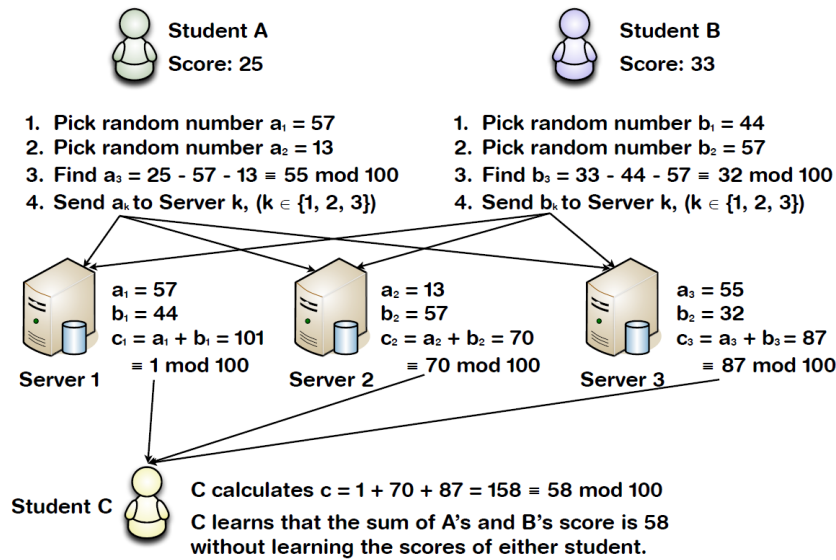 Student A
Score: 25
Student B
Score: 33
1. Pick random number a₁ = 57
2. Pick random number a₂ = 13
3. Find a₃ = 25 - 57 - 13 ≡ 55 mod 100
4. Send aₖ to Server k, (k ∈ {1, 2, 3})
1. Pick random number b₁ = 44
2. Pick random number b₂ = 57
3. Find b₃ = 33 - 44 - 57 ≡ 32 mod 100
4. Send bₖ to Server k, (k ∈ {1, 2, 3})
a₁ = 57
b₁ = 44
c₁ = a₁ + b₁ = 101
≡ 1 mod 100
Server 1
a₂ = 13
b₂ = 57
c₂ = a₂ + b₂ = 70
≡ 70 mod 100
Server 2
a₃ = 55
b₂ = 32
c₃ = a₃ + b₃ = 87
≡ 87 mod 100
Server 3
Student C
C calculates c = 1 + 70 + 87 = 158 ≡ 58 mod 100
C learns that the sum of A's and B's score is 58
without learning the scores of either student.